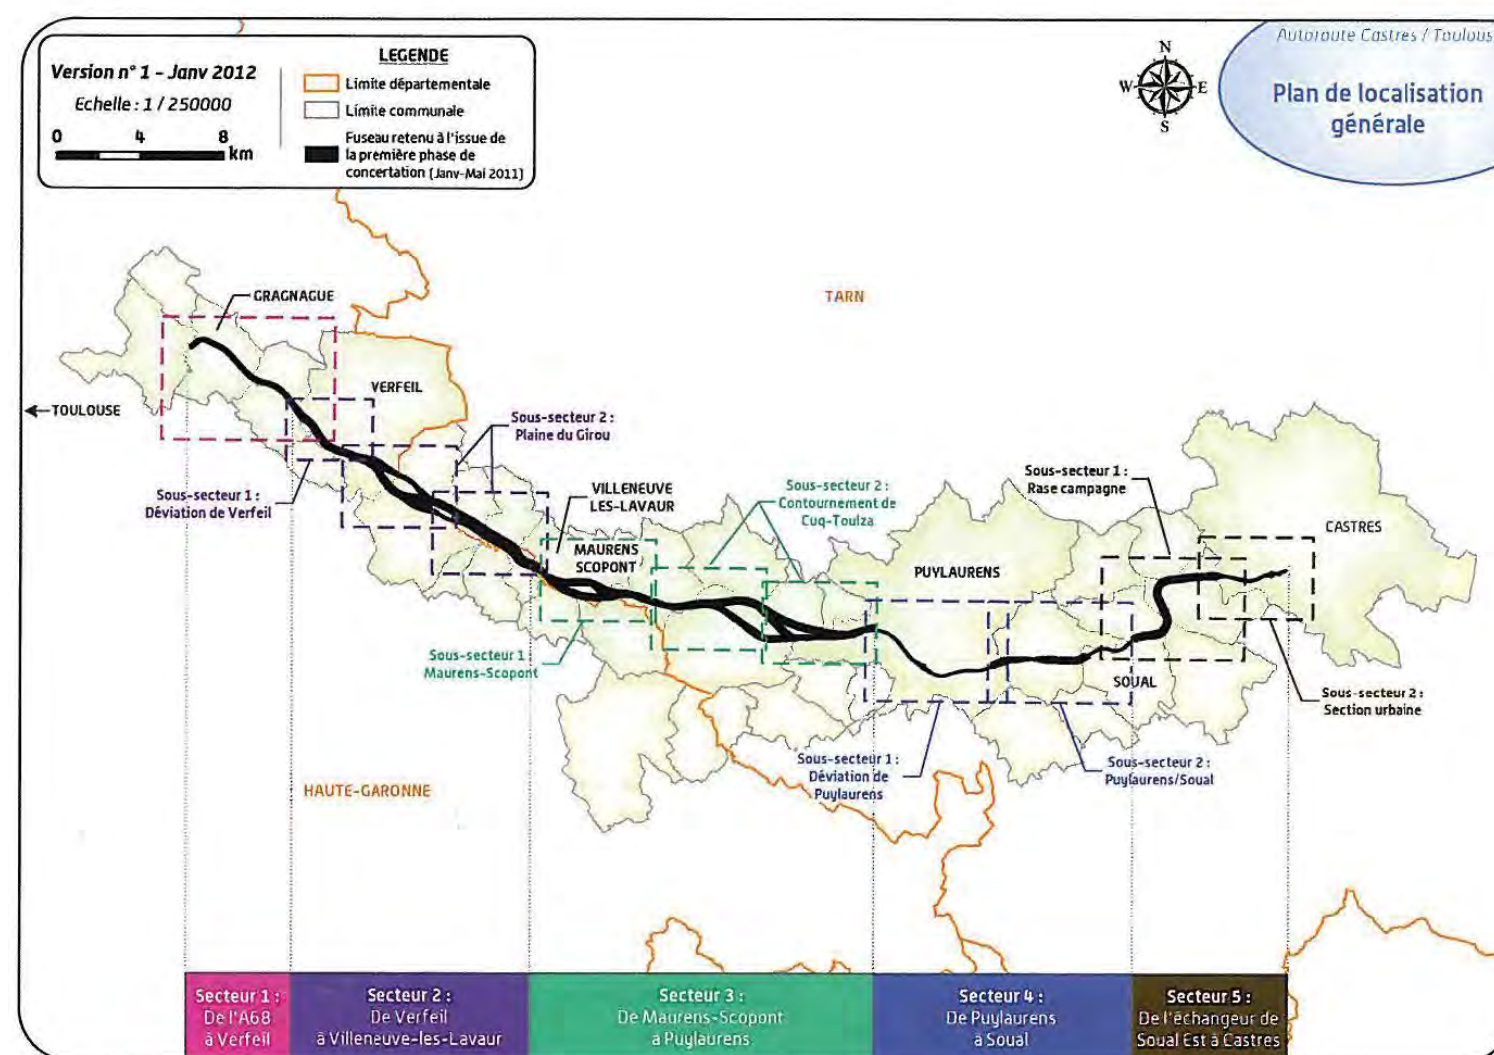 Autoroute Castres / Toulous
Plan de localisation
générale
Version n° 1 - Janv 2012
Echelle : 1 / 250000
0 4 8
km
LEGENDE
Limite départementale
Limite communale
Fuseau retenu à l'issue de
la première phase de
concertation (Janv-Mai 2011)
N
W E
S
TARN
GRAGNAGUE
VERFEIL
TOULOUSE
Sous-secteur 2 :
Plaine du Girou
Sous-secteur 1 :
Déviation de Verfeil
VILLENEUVE
LES-LAVAUR
MAURENS
SCOPONT
Sous-secteur 2 :
Contournement de
Cuq-Toulza
Sous-secteur 1 :
Rase campagne
CASTRES
PUYLAURENS
Sous-secteur 1
Maurens-Scopont
SOUAL
Sous-secteur 2 :
Section urbaine
Sous-secteur 1 :
Déviation de
Puylaurens
Sous-secteur 2 :
Puylaurens/Soual
HAUTE-GARONNE
Secteur 1 :
De l'A68
à Verfeil
Secteur 2 :
De Verfeil
à Villeneuve-les-Lavaur
Secteur 3 :
De Maurens-Scopont
à Puylaurens
Secteur 4 :
De Puylaurens
à Soual
Secteur 5 :
De l'échangeur de
Soual Est à Castres